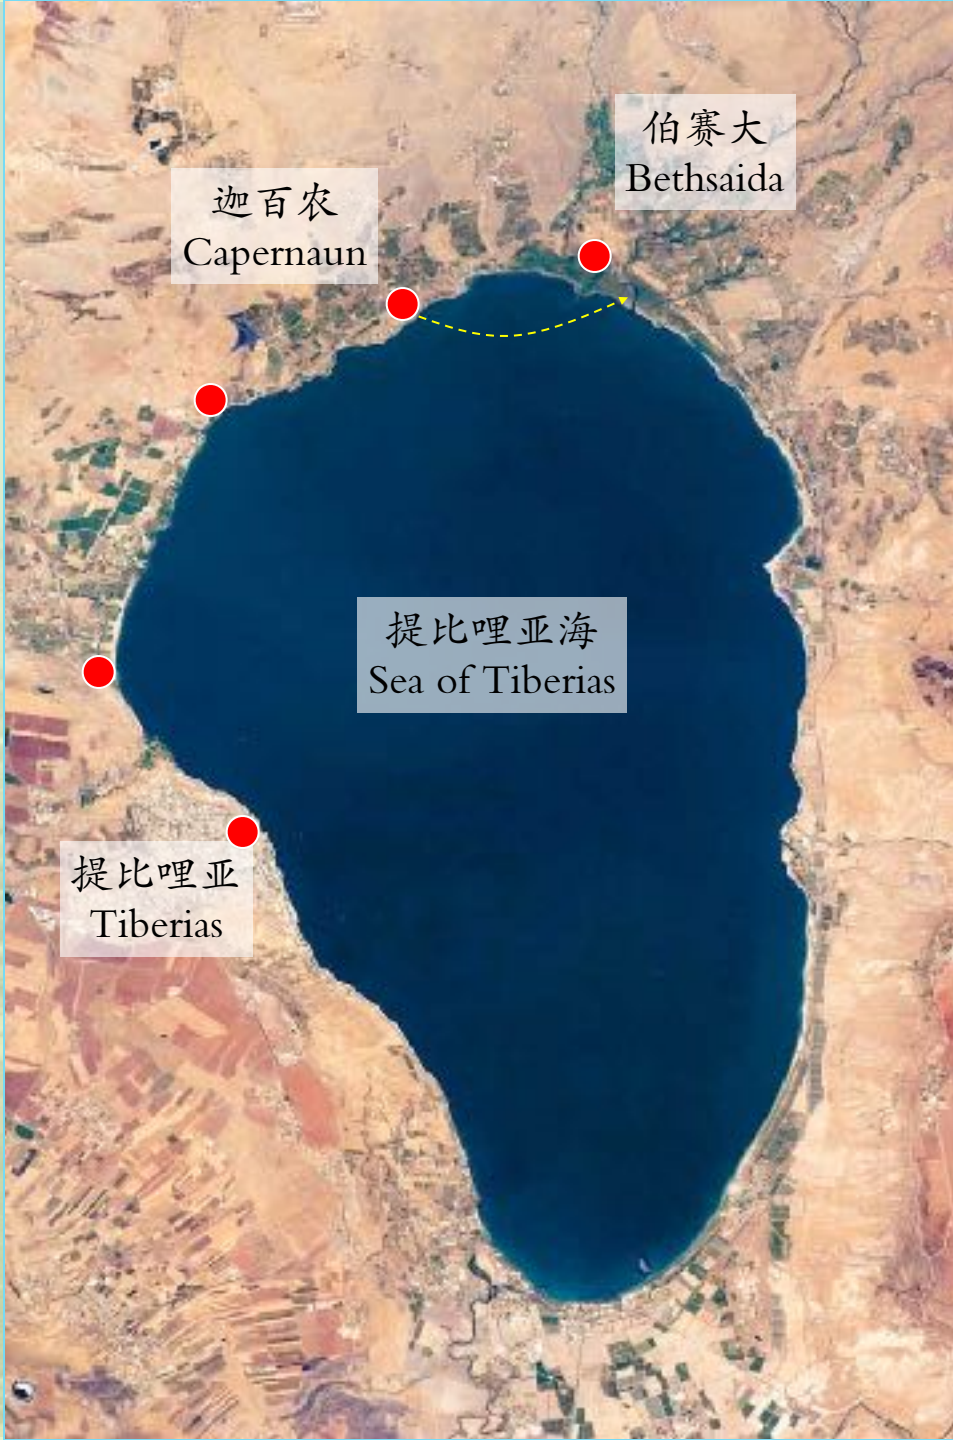 伯赛大
Bethsaida
迦百农
Capernaun
提比哩亚海
Sea of Tiberias
提比哩亚
Tiberias